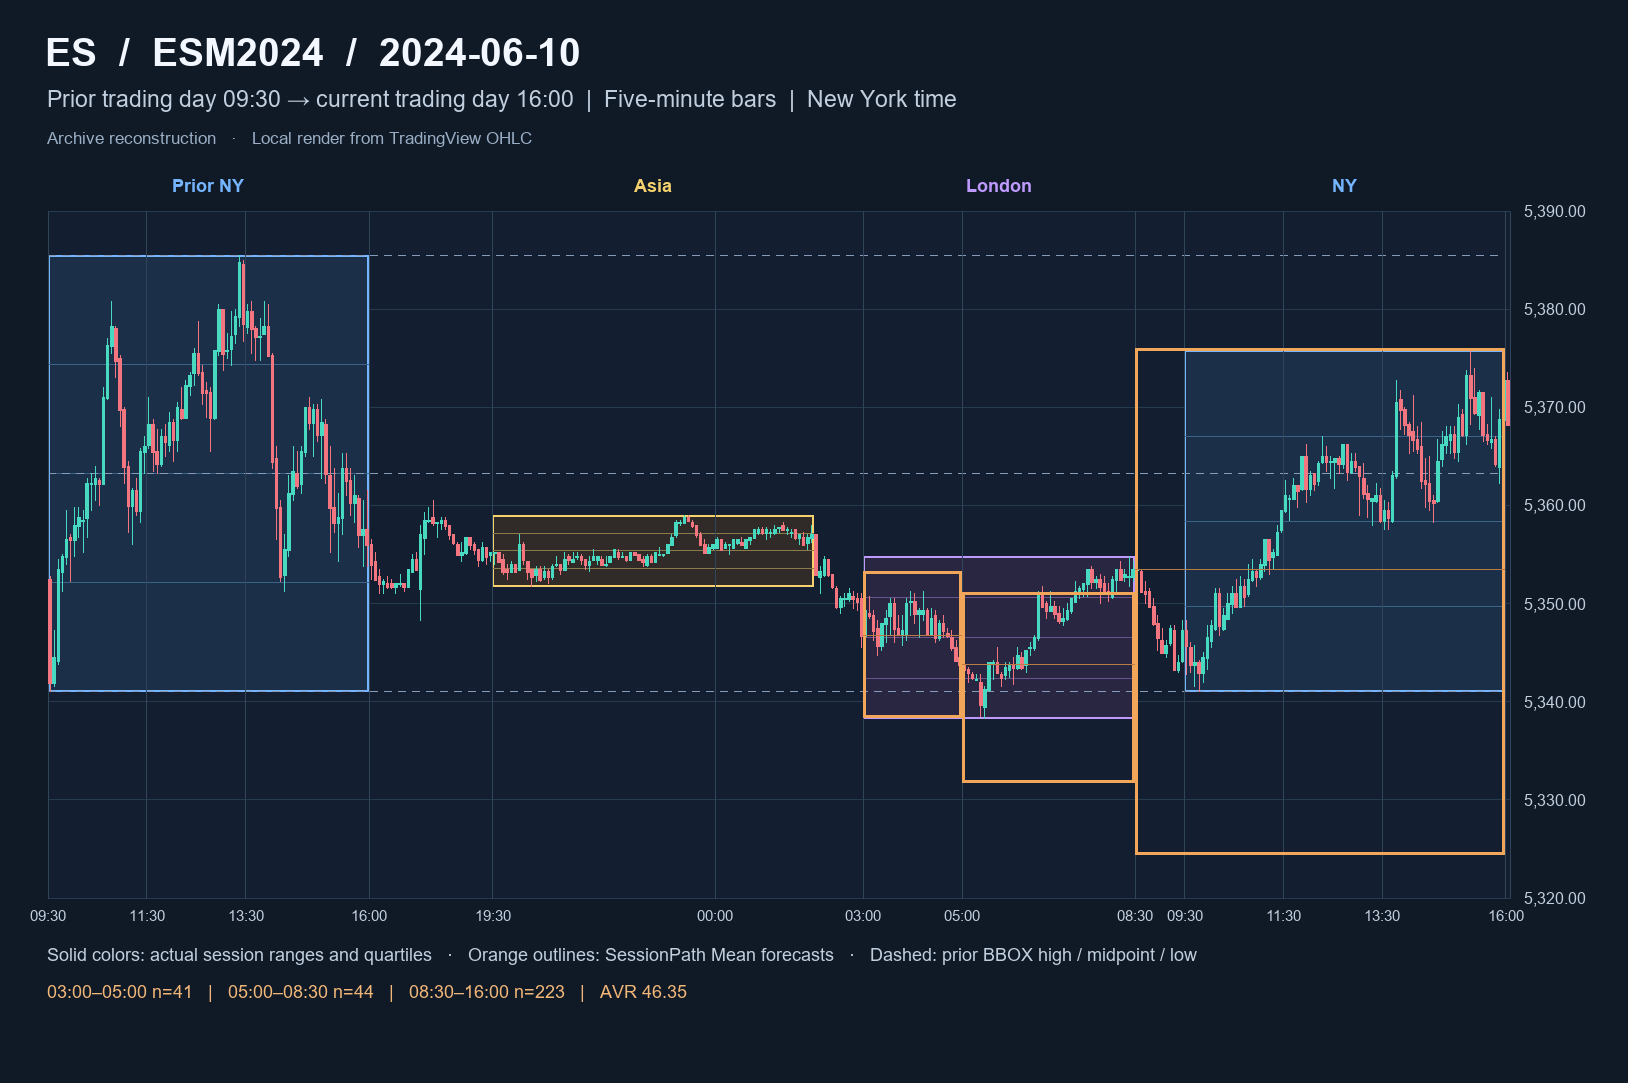 ES / ESM2024 / 2024-06-10
Prior trading day 09:30 → current trading day 16:00 | Five-minute bars | New York time
Archive reconstruction · Local render from TradingView OHLC
Prior NY Asia London NY
5,390.00
5,380.00
5,370.00
5,360.00
5,350.00
5,340.00
5,330.00
5,320.00
09:30 11:30 13:30 16:00 19:30 00:00 03:00 05:00 08:30 09:30 11:30 13:30 16:00
Solid colors: actual session ranges and quartiles · Orange outlines: SessionPath Mean forecasts · Dashed: prior BBOX high / midpoint / low
03:00–05:00 n=41 | 05:00–08:30 n=44 | 08:30–16:00 n=223 | AVR 46.35